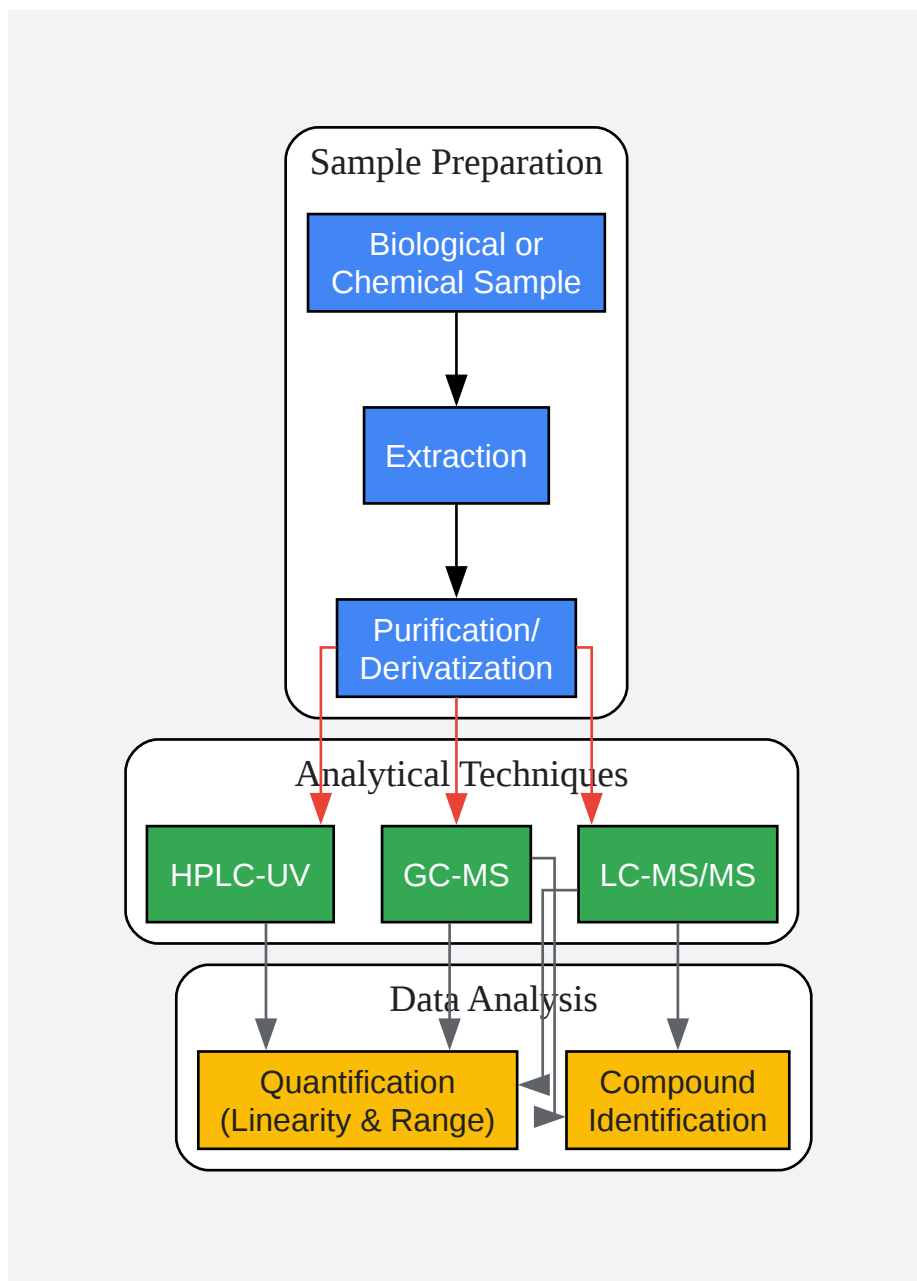 Sample Preparation
Biological or
Chemical Sample
Extraction
Purification/
Derivatization
Analytical Techniques
HPLC-UV
GC-MS
LC-MS/MS
Data Analysis
Quantification
(Linearity & Range)
Compound
Identification